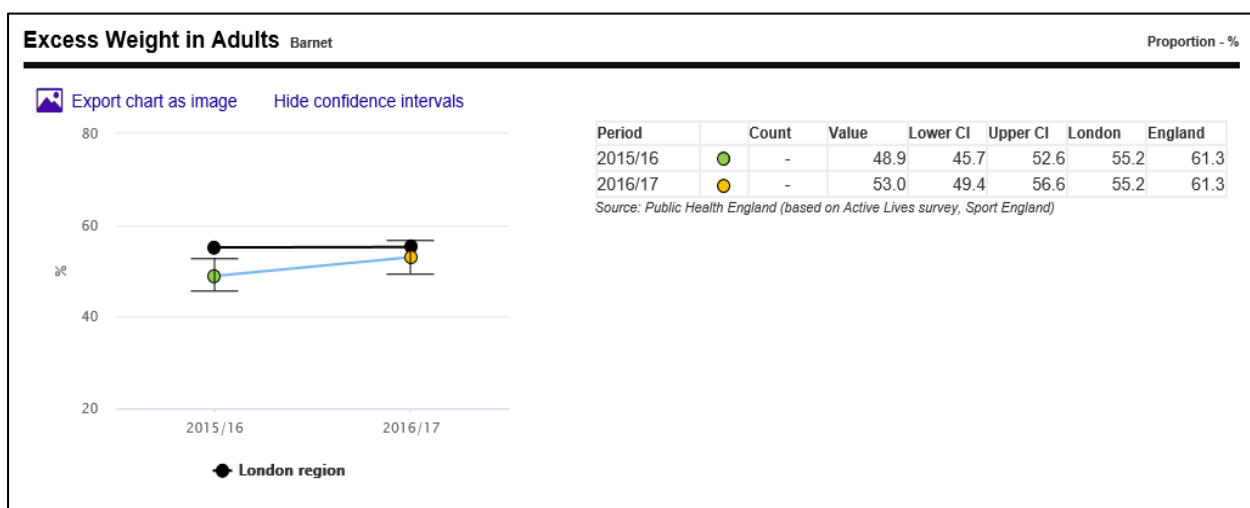 Excess Weight in Adults Barnet Proportion - %
Export chart as image Hide confidence intervals
80
60
%
40
20
2015/16 2016/17
London region
Period Count Value Lower CI Upper CI London England
2015/16 - 48.9 45.7 52.6 55.2 61.3
2016/17 - 53.0 49.4 56.6 55.2 61.3
Source: Public Health England (based on Active Lives survey, Sport England)